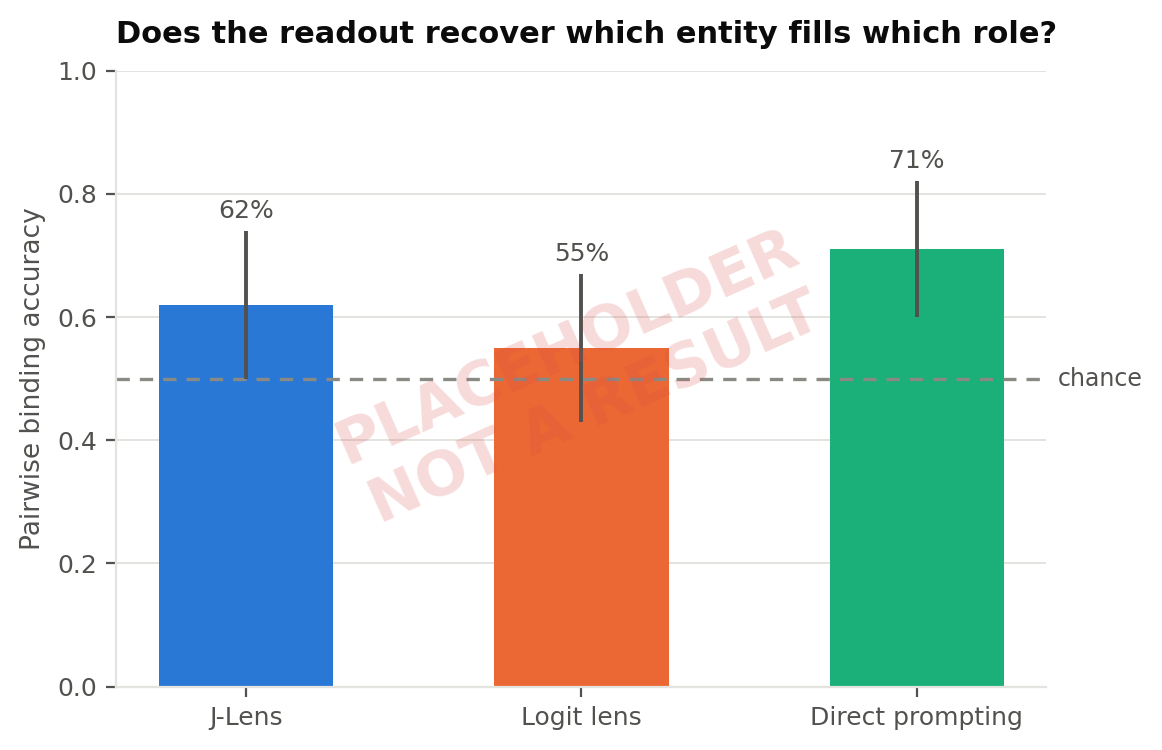 Does the readout recover which entity fills which role?
1.0
0.8
0.6
0.4
0.2
0.0
Pairwise binding accuracy
62%
55%
71%
chance
PLACEHOLDER
NOT A RESULT
J-Lens
Logit lens
Direct prompting